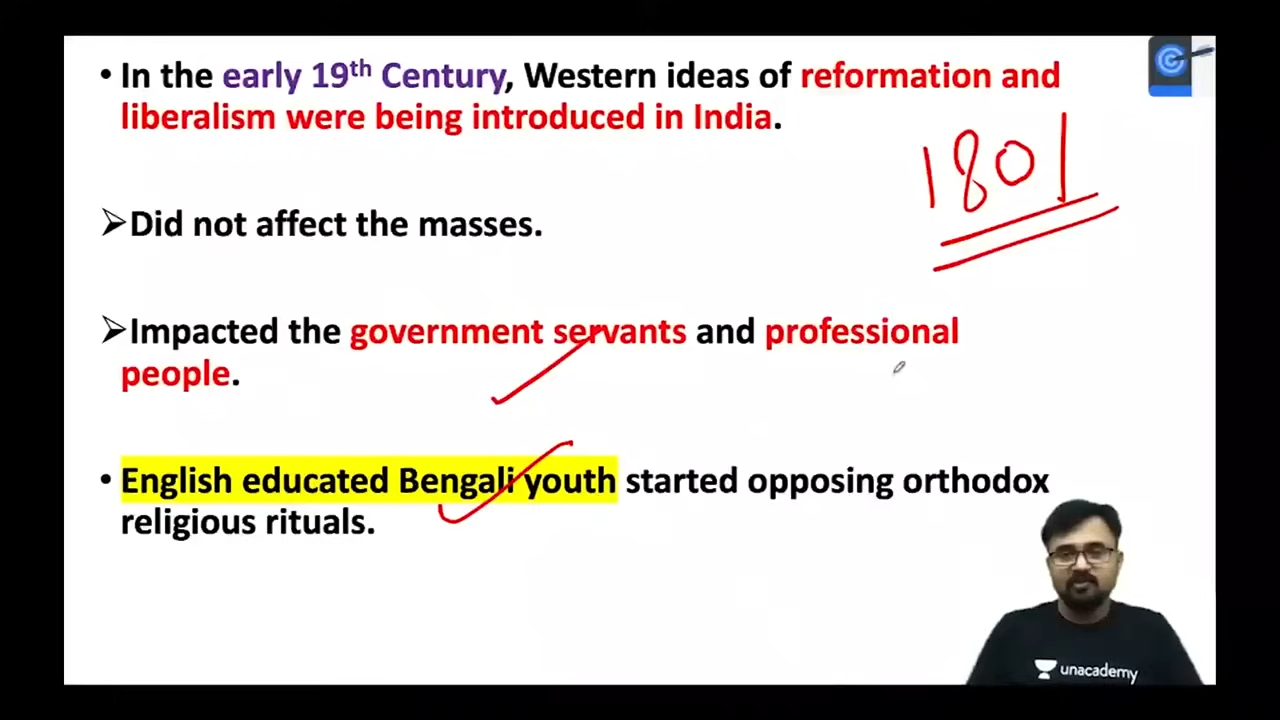 • In the early 19th Century, Western ideas of reformation and
liberalism were being introduced in India.
1801
➢Did not affect the masses.
➢Impacted the government servants and professional
people.
• English educated Bengali youth started opposing orthodox
religious rituals.
unacademy